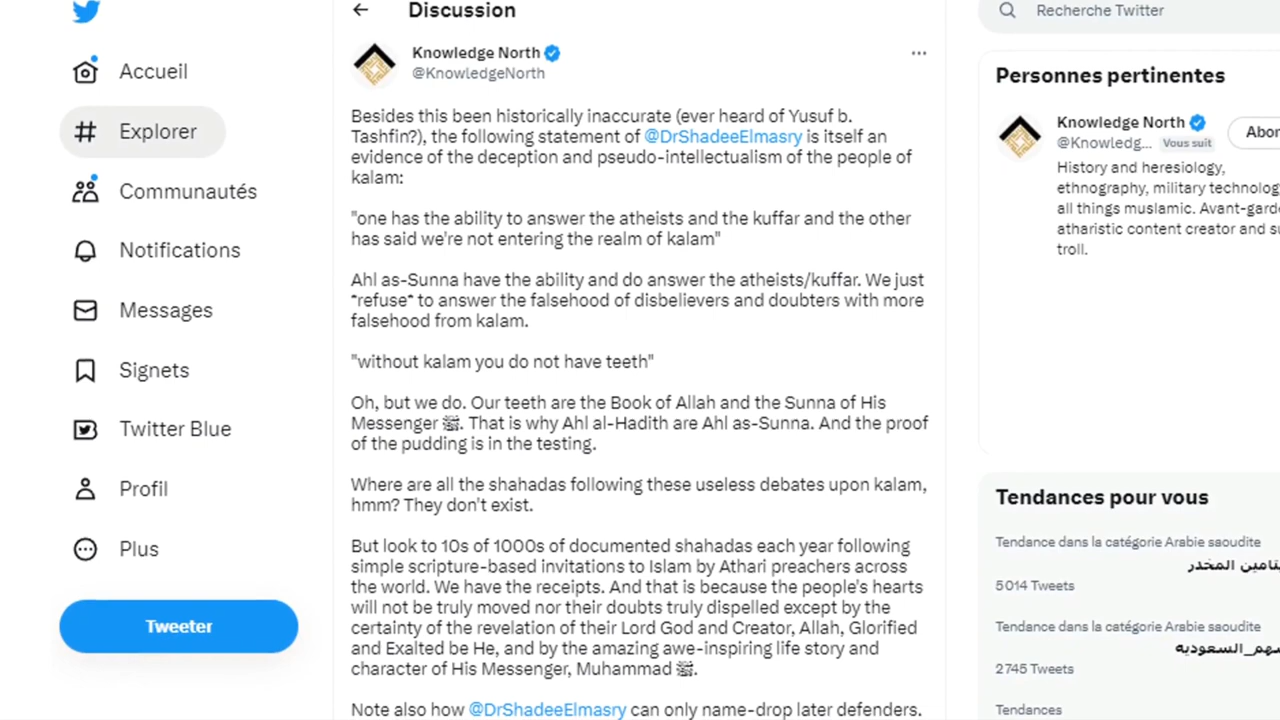 Discussion
Recherche Twitter
Accueil
Explorer
Communautés
Notifications
Messages
Signets
Twitter Blue
Profil
Plus
Tweeter
Knowledge North
@KnowledgeNorth
Besides this been historically inaccurate (ever heard of Yusuf b.
Tashfin?), the following statement of @DrShadeeElmasry is itself an
evidence of the deception and pseudo-intellectualism of the people of
kalam:
"one has the ability to answer the atheists and the kuffar and the other
has said we're not entering the realm of kalam"
Ahl as-Sunna have the ability and do answer the atheists/kuffar. We just
*refuse* to answer the falsehood of disbelievers and doubters with more
falsehood from kalam.
"without kalam you do not have teeth"
Oh, but we do. Our teeth are the Book of Allah and the Sunna of His
Messenger ﷺ. That is why Ahl al-Hadith are Ahl as-Sunna. And the proof
of the pudding is in the testing.
Where are all the shahadas following these useless debates upon kalam,
hmm? They don't exist.
But look to 10s of 1000s of documented shahadas each year following
simple scripture-based invitations to Islam by Athari preachers across
the world. We have the receipts. And that is because the people's hearts
will not be truly moved nor their doubts truly dispelled except by the
certainty of the revelation of their Lord God and Creator, Allah, Glorified
and Exalted be He, and by the amazing awe-inspiring life story and
character of His Messenger, Muhammad ﷺ.
Note also how @DrShadeeElmasry can only name-drop later defenders.
Personnes pertinentes
Knowledge North
@Knowledg... Vous suit
Abor
History and heresiology,
ethnography, military technology
all things muslamic. Avant-garde
atharistic content creator and su
troll.
Tendances pour vous
Tendance dans la catégorie Arabie saoudite
المخدر
5 014 Tweets
Tendance dans la catégorie Arabie saoudite
سهم_السعوديه
2 745 Tweets
Tendances